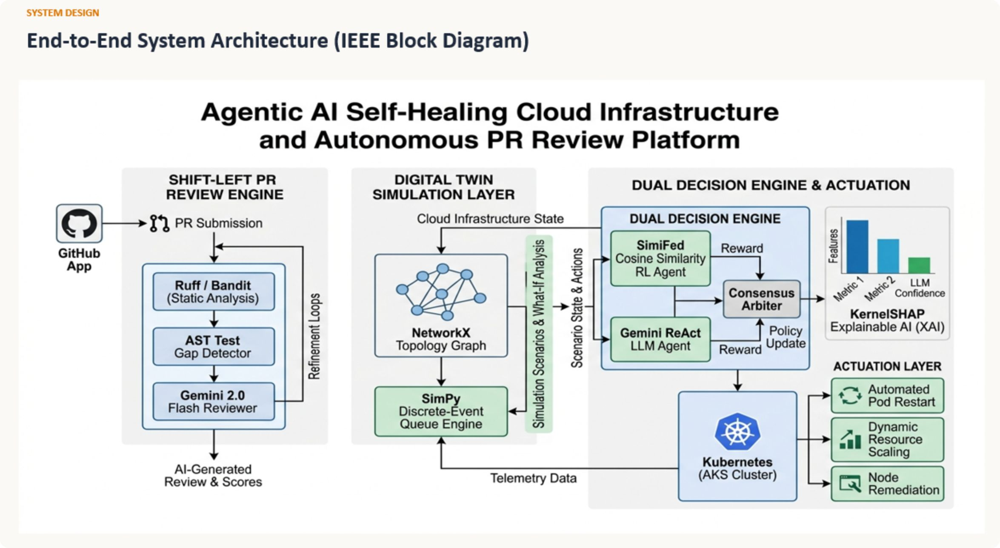 SYSTEM DESIGN
End-to-End System Architecture (IEEE Block Diagram)
Agentic AI Self-Healing Cloud Infrastructure
and Autonomous PR Review Platform
GitHub
App
SHIFT-LEFT PR
REVIEW ENGINE
PR Submission
Ruff / Bandit
(Static Analysis)
AST Test
Gap Detector
Gemini 2.0
Flash Reviewer
Refinement Loops
AI-Generated
Review & Scores
DIGITAL TWIN
SIMULATION LAYER
Cloud Infrastructure State
NetworkX
Topology Graph
SimPy
Discrete-Event
Queue Engine
Simulation Scenarios & What-If Analysis
Scenario State & Actions
Telemetry Data
DUAL DECISION ENGINE & ACTUATION
DUAL DECISION ENGINE
SimiFed
Cosine Similarity
RL Agent
Reward
Consensus
Arbiter
Gemini ReAct
LLM Agent
Reward
Policy
Update
Features
Metric 1
Metric 2
LLM
Confidence
KernelSHAP
Explainable AI (XAI)
Kubernetes
(AKS Cluster)
ACTUATION LAYER
Automated
Pod Restart
Dynamic
Resource
Scaling
Node
Remediation